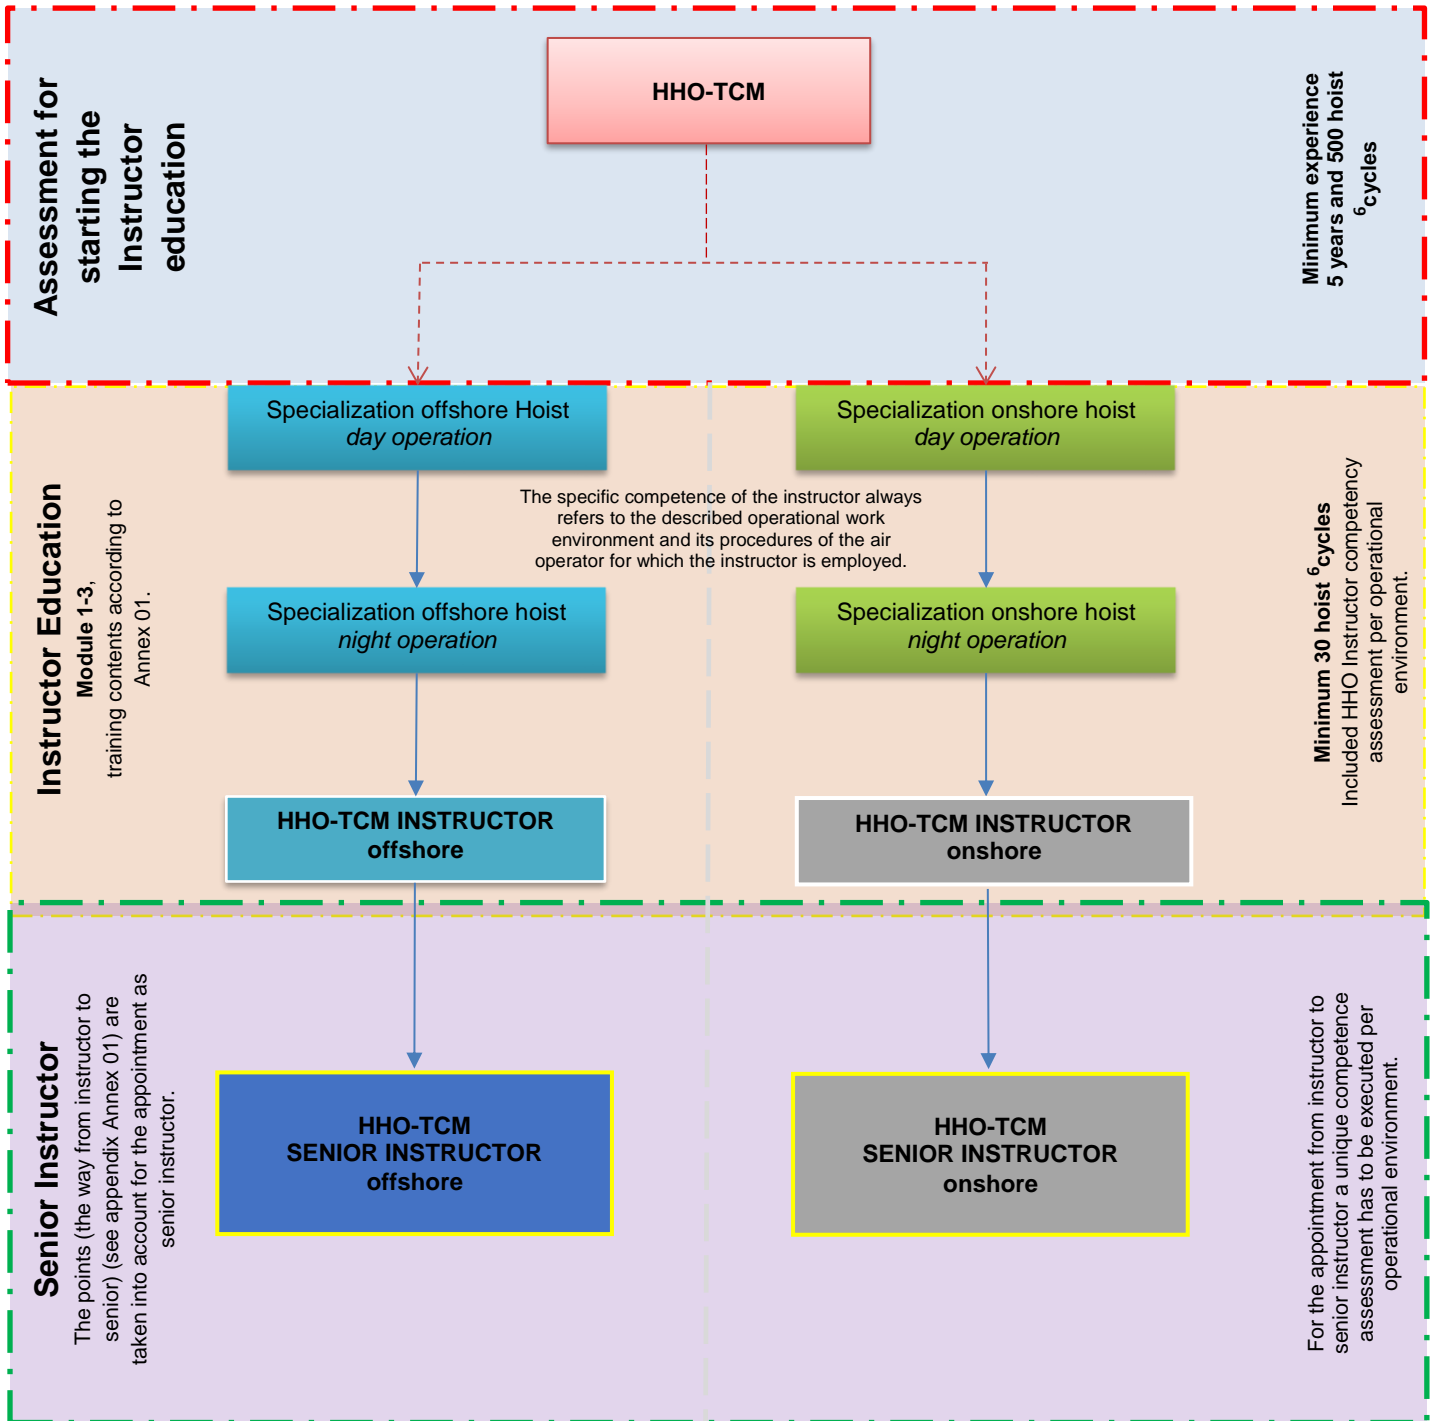 Assessment for
starting the
Instructor
education
HHO-TCM
Minimum experience
5 years and 500 hoist
⁶cycles
Instructor Education
Module 1-3,
training contents according to
Annex 01.
Specialization offshore Hoist
day operation
Specialization onshore hoist
day operation
The specific competence of the instructor always
refers to the described operational work
environment and its procedures of the air
operator for which the instructor is employed.
Specialization offshore hoist
night operation
Specialization onshore hoist
night operation
HHO-TCM INSTRUCTOR
offshore
HHO-TCM INSTRUCTOR
onshore
Minimum 30 hoist ⁶cycles
Included HHO Instructor competency
assessment per operational
environment.
Senior Instructor
The points (the way from instructor to
senior) (see appendix Annex 01) are
taken into account for the appointment as
senior instructor.
HHO-TCM
SENIOR INSTRUCTOR
offshore
HHO-TCM
SENIOR INSTRUCTOR
onshore
For the appointment from instructor to
senior instructor a unique competence
assessment has to be executed per
operational environment.